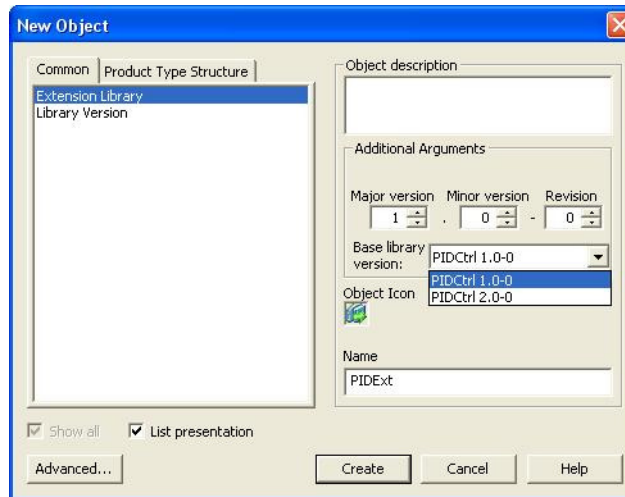 New Object
Common
Product Type Structure
Extension Library
Library Version
Object description
Additional Arguments
Major version Minor version Revision
1 . 0 - 0
Base library version:
PIDCtrl 1.0-0
PIDCtrl 1.0-0
PIDCtrl 2.0-0
Object Icon
Name
PIDExt
Show all
List presentation
Advanced...
Create
Cancel
Help